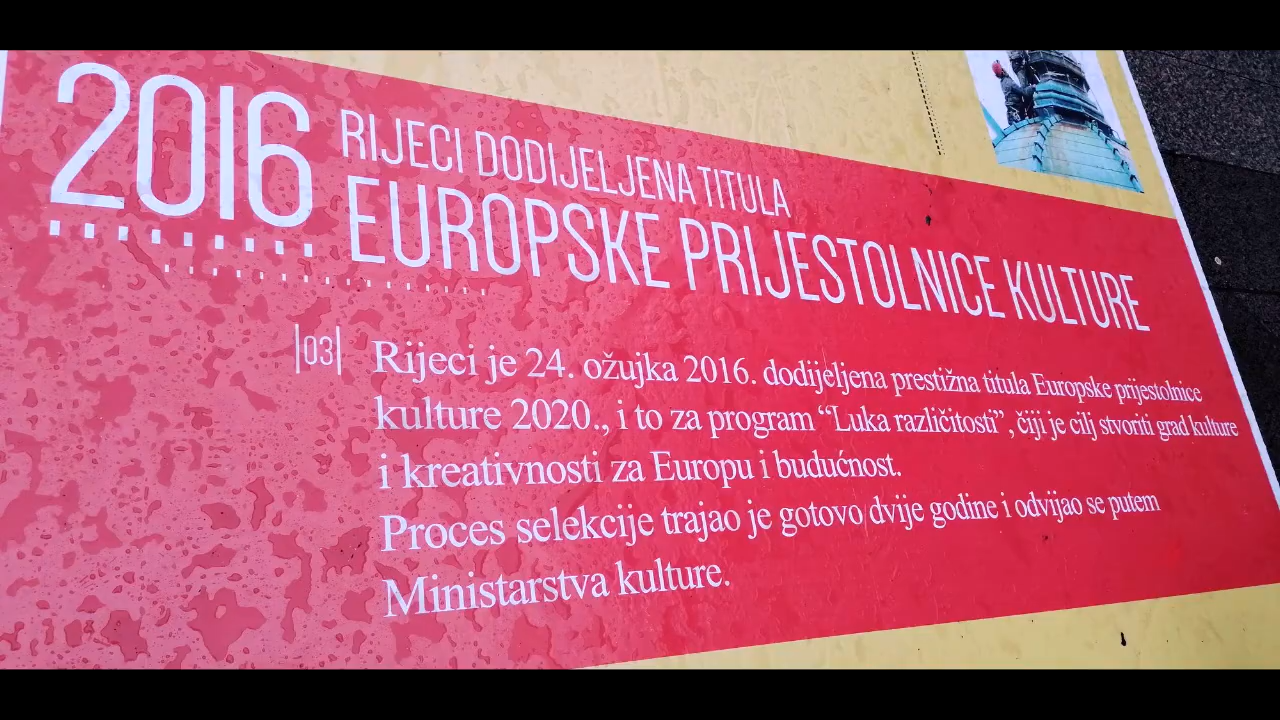 2016
RIJECI DODIJELJENA TITULA
EUROPSKE PRIJESTOLNICE KULTURE
|03|
Rijeci je 24. ožujka 2016. dodijeljena prestižna titula Europske prijestolnice
kulture 2020., i to za program “Luka različitosti”, čiji je cilj stvoriti grad kulture
i kreativnosti za Europu i budućnost.
Proces selekcije trajao je gotovo dvije godine i odvijao se putem
Ministarstva kulture.